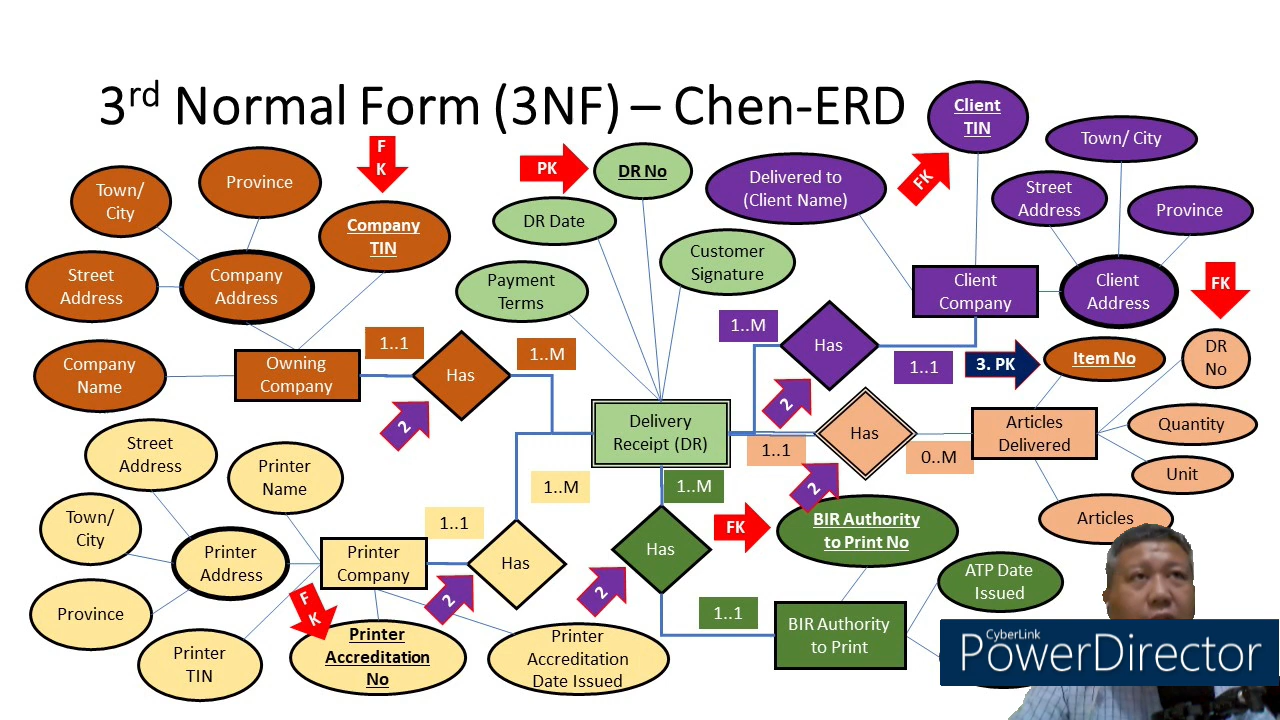 3rd Normal Form (3NF) – Chen-ERD
Client
TIN
Town/ City
Street
Address
Province
Delivered to
(Client Name)
FK
Client
Company
Client
Address
FK
DR
No
F
K
PK
DR No
DR Date
Customer
Signature
Payment
Terms
Town/
City
Province
Company
TIN
Street
Address
Company
Address
Company
Name
Owning
Company
1..1
Has
1..M
2
1..M
Has
1..1
2
3. PK
Item No
Delivery
Receipt (DR)
Has
1..1
0..M
2
Articles
Delivered
Quantity
Unit
Articles
Street
Address
Printer
Name
Town/
City
Printer
Address
Province
Printer
TIN
Printer
Company
1..1
Has
1..M
2
F
K
Printer
Accreditation
No
Printer
Accreditation
Date Issued
1..M
Has
2
1..1
FK
BIR Authority
to Print No
ATP Date
Issued
BIR Authority
to Print
CyberLink
PowerDirector